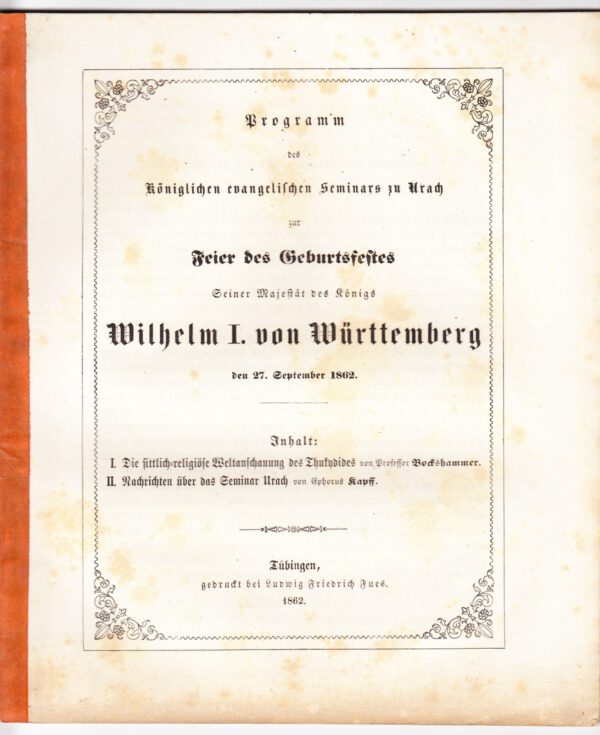 Programm
des
Königlichen evangelischen Seminars zu Urach
zur
Feier des Geburtsfestes
Seiner Majestät des Königs
Wilhelm I. von Württemberg
den 27. September 1862.
Inhalt:
I. Die sittlich-religiöse Weltanschauung des Thukydides von Professor Bockshammer.
II. Nachrichten über das Seminar Urach von Ephorus Kapff.
Tübingen,
gedruckt bei Ludwig Friedrich Fues.
1862.